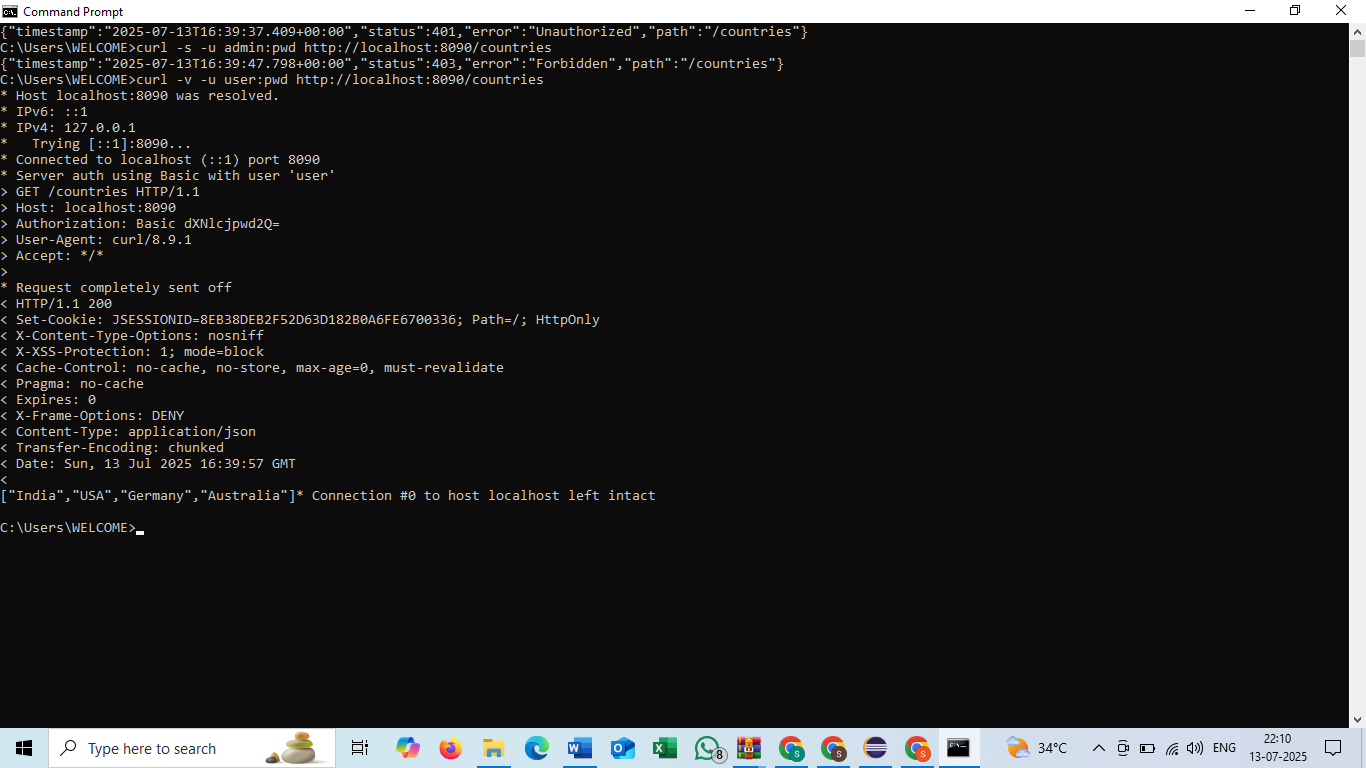 Command Prompt
{"timestamp":"2025-07-13T16:39:37.409+00:00","status":401,"error":"Unauthorized","path":"/countries"}
C:\Users\WELCOME>curl -s -u admin:pwd http://localhost:8090/countries
{"timestamp":"2025-07-13T16:39:47.798+00:00","status":403,"error":"Forbidden","path":"/countries"}
C:\Users\WELCOME>curl -v -u user:pwd http://localhost:8090/countries
* Host localhost:8090 was resolved.
* IPv6: ::1
* IPv4: 127.0.0.1
*   Trying [::1]:8090...
* Connected to localhost (::1) port 8090
* Server auth using Basic with user 'user'
> GET /countries HTTP/1.1
> Host: localhost:8090
> Authorization: Basic dXNlcjpwd2Q=
> User-Agent: curl/8.9.1
> Accept: */*
>
* Request completely sent off
< HTTP/1.1 200
< Set-Cookie: JSESSIONID=8EB38DEB2F52D63D182B0A6FE6700336; Path=/; HttpOnly
< X-Content-Type-Options: nosniff
< X-XSS-Protection: 1; mode=block
< Cache-Control: no-cache, no-store, max-age=0, must-revalidate
< Pragma: no-cache
< Expires: 0
< X-Frame-Options: DENY
< Content-Type: application/json
< Transfer-Encoding: chunked
< Date: Sun, 13 Jul 2025 16:39:57 GMT
<
["India","USA","Germany","Australia"]* Connection #0 to host localhost left intact
C:\Users\WELCOME>
Type here to search
8
S
S
S
34°C
ENG
22:10
13-07-2025